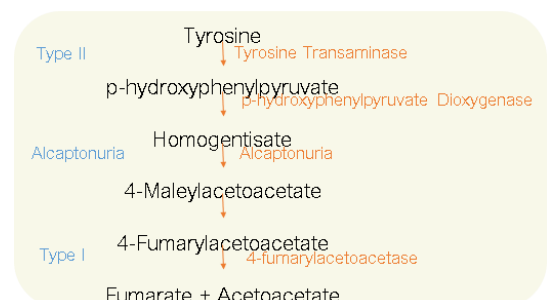 Tyrosine
Type II
Tyrosine Transaminase
p-hydroxyphenylpyruvate
p-hydroxyphenylpyruvate Dioxygenase
Homogentisate
Alcaptonuria
Alcaptonuria
4-Maleylacetoacetate
4-Fumarylacetoacetate
Type I
4-fumarylacetoacetase
Fumarate + Acetoacetate